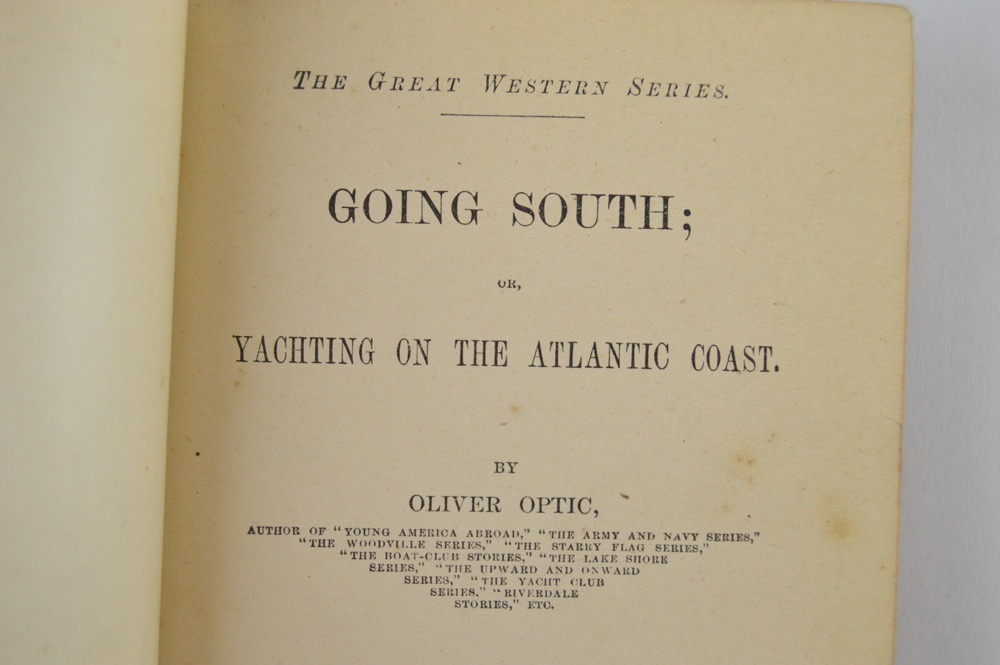 THE GREAT WESTERN SERIES.
GOING SOUTH;
OR,
YACHTING ON THE ATLANTIC COAST.
BY
OLIVER OPTIC,
AUTHOR OF "YOUNG AMERICA ABROAD," "THE ARMY AND NAVY SERIES,"
"THE WOODVILLE SERIES," "THE STARRY FLAG SERIES,"
"THE BOAT-CLUB STORIES," "THE LAKE SHORE
SERIES," "THE UPWARD AND ONWARD
SERIES," "THE YACHT CLUB
SERIES." "RIVERDALE
STORIES," ETC.